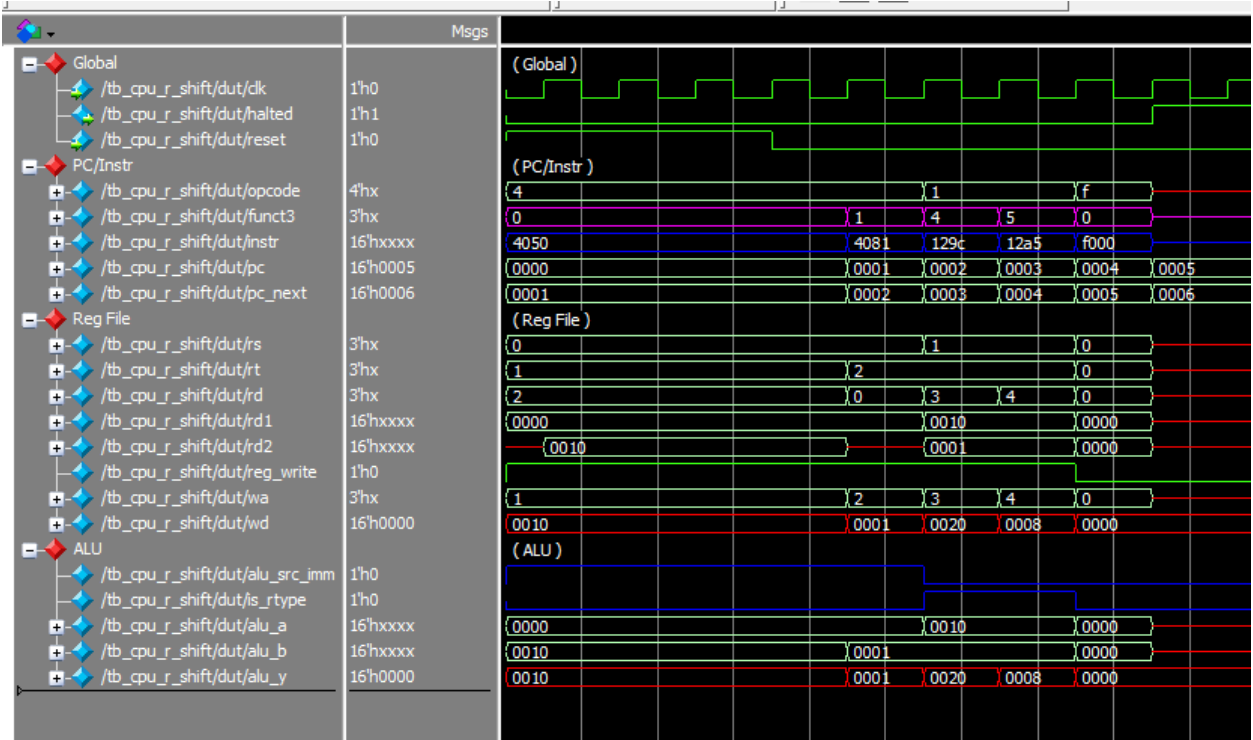 Msgs
Global (Global)
/tb_cpu_r_shift/dut/clk 1'h0
/tb_cpu_r_shift/dut/halted 1'h1
/tb_cpu_r_shift/dut/reset 1'h0
PC/Instr (PC/Instr)
/tb_cpu_r_shift/dut/opcode 4'hx 4 1 f
/tb_cpu_r_shift/dut/funct3 3'hx 0 1 4 5 0
/tb_cpu_r_shift/dut/instr 16'hxxxx 4050 4081 129c 12a5 f000
/tb_cpu_r_shift/dut/pc 16'h0005 0000 0001 0002 0003 0004 0005
/tb_cpu_r_shift/dut/pc_next 16'h0006 0001 0002 0003 0004 0005 0006
Reg File (Reg File)
/tb_cpu_r_shift/dut/rs 3'hx 0 1 0
/tb_cpu_r_shift/dut/rt 3'hx 1 2 0
/tb_cpu_r_shift/dut/rd 3'hx 2 0 3 4 0
/tb_cpu_r_shift/dut/rd1 16'hxxxx 0000 0010 0000
/tb_cpu_r_shift/dut/rd2 16'hxxxx 0010 0001 0000
/tb_cpu_r_shift/dut/reg_write 1'h0
/tb_cpu_r_shift/dut/wa 3'hx 1 2 3 4 0
/tb_cpu_r_shift/dut/wd 16'h0000 0010 0001 0020 0008 0000
ALU (ALU)
/tb_cpu_r_shift/dut/alu_src_imm 1'h0
/tb_cpu_r_shift/dut/is_rtype 1'h0
/tb_cpu_r_shift/dut/alu_a 16'hxxxx 0000 0010 0000
/tb_cpu_r_shift/dut/alu_b 16'hxxxx 0010 0001 0000
/tb_cpu_r_shift/dut/alu_y 16'h0000 0010 0001 0020 0008 0000